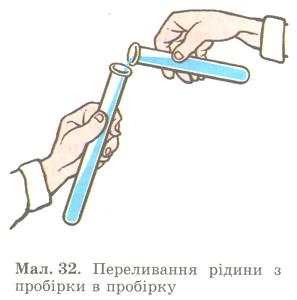 Мал. 32. Переливання рідини з
пробірки в пробірку